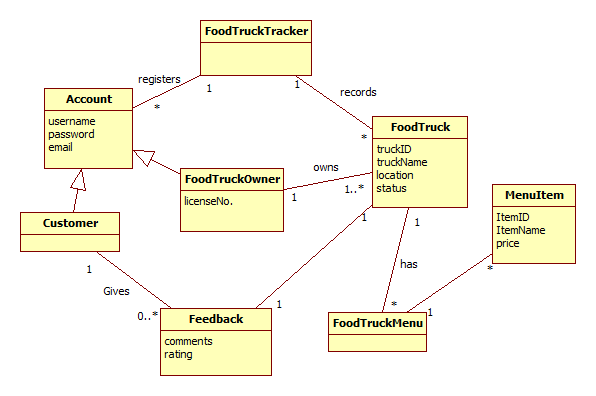 FoodTruckTracker
registers
1
1
records
*
*
Account
username
password
email
FoodTruck
truckID
truckName
location
status
FoodTruckOwner
licenseNo.
owns
1
1..*
1
1
MenuItem
ItemID
ItemName
price
Customer
1
has
*
Gives
0..*
1
*
1
Feedback
comments
rating
FoodTruckMenu